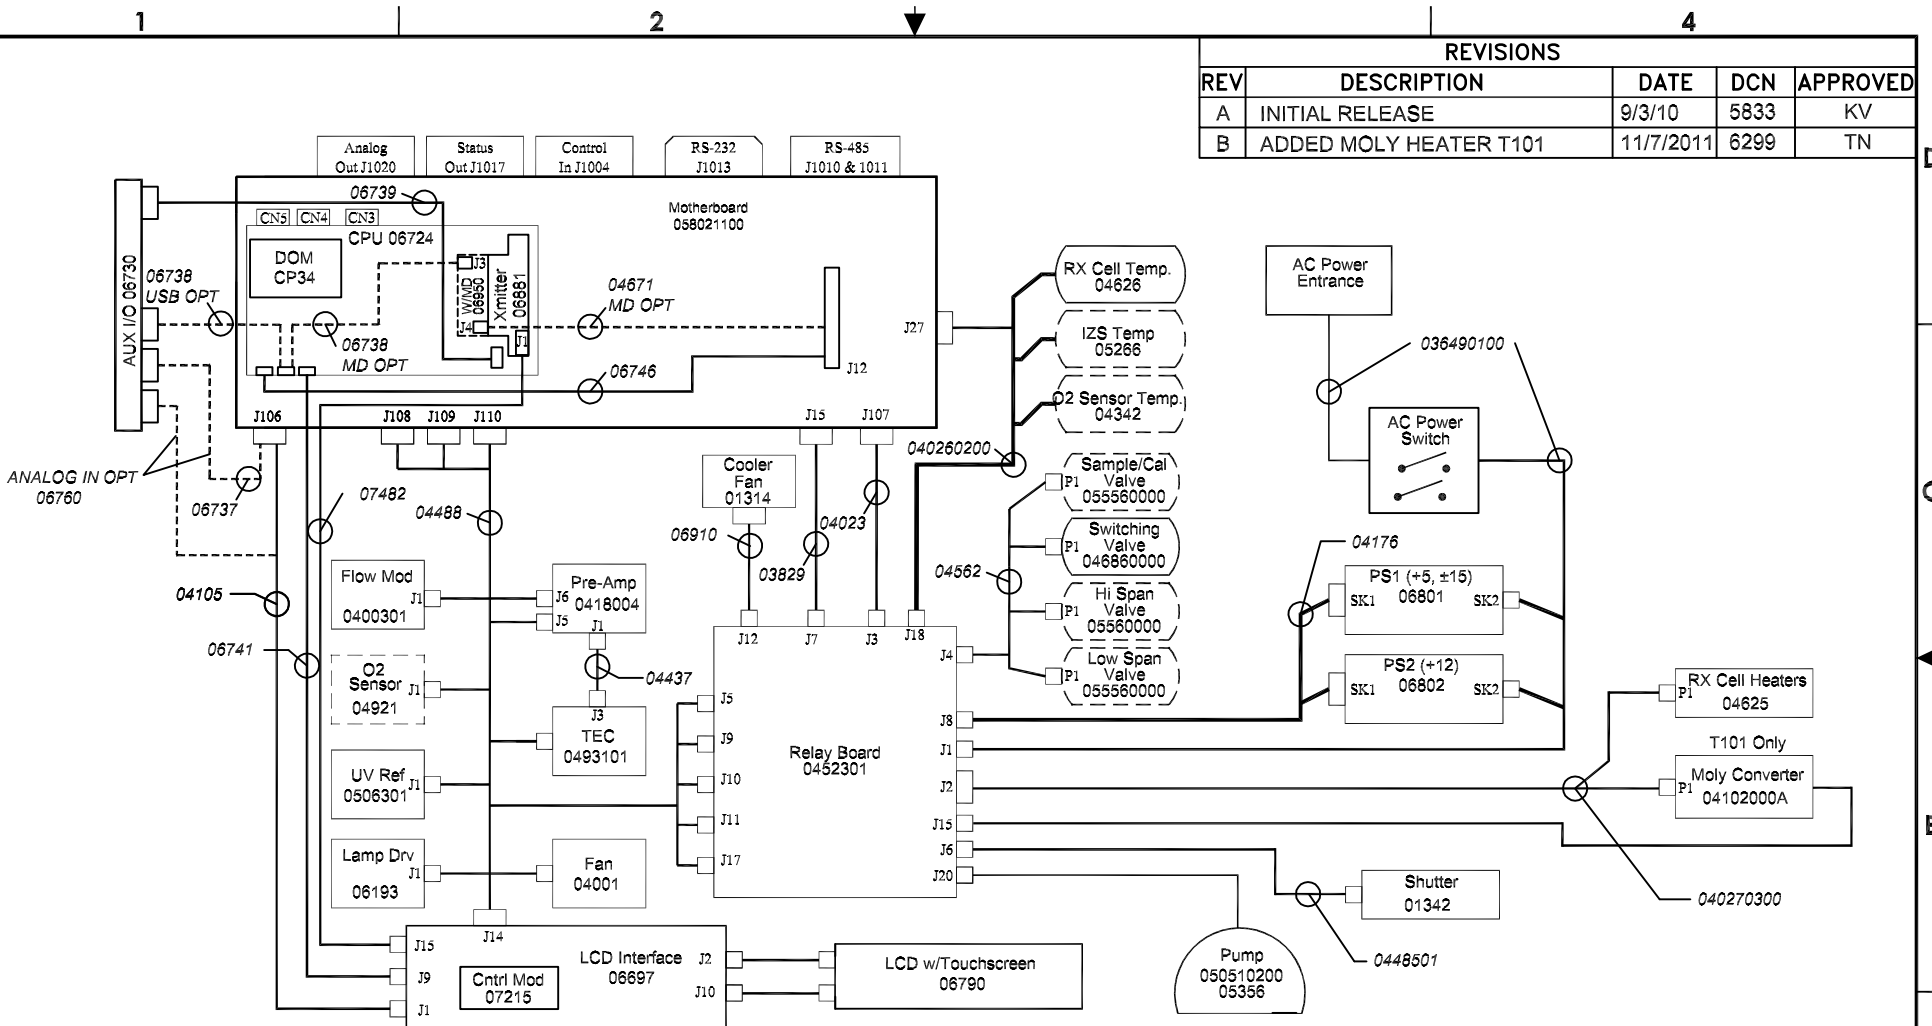 1
2
4
REVISIONS
REV DESCRIPTION DATE DCN APPROVED
A INITIAL RELEASE 9/3/10 5833 KV
B ADDED MOLY HEATER T101 11/7/2011 6299 TN
Analog
Out J1020
Status
Out J1017
Control
In J1004
RS-232
J1013
RS-485
J1010 & 1011
06739
CN5
CN4
CN3
CPU 06724
DOM
CP34
Motherboard
058021100
AUX I/O 06730
06738
USB OPT
J3
W/MD
06950
J4
Xmitter
06881
J1
04671
MD OPT
06738
MD OPT
06746
J12
J27
J106
J108
J109
J110
J15
J107
ANALOG IN OPT
06760
06737
07482
04488
04105
06741
Cooler
Fan
01314
06910
03829
04023
040260200
RX Cell Temp.
04626
IZS Temp
05266
O2 Sensor Temp.
04342
Sample/Cal
P1 Valve
055560000
Switching
P1 Valve
046860000
Hi Span
P1 Valve
05560000
Low Span
P1 Valve
055560000
04562
AC Power
Entrance
036490100
AC Power
Switch
04176
PS1 (+5, ±15)
06801
SK1
SK2
PS2 (+12)
06802
SK1
SK2
RX Cell Heaters
P1
04625
T101 Only
Moly Converter
P1
04102000A
040270300
Flow Mod
J1
0400301
O2
Sensor
J1
04921
UV Ref
J1
0506301
Lamp Drv
J1
06193
Pre-Amp
J6
0418004
J5
J1
04437
J3
TEC
0493101
Fan
04001
J12
J7
J3
J18
J4
J5
J9
J10
J11
J17
Relay Board
0452301
J8
J1
J2
J15
J6
J20
Shutter
01342
0448501
Pump
050510200
05356
J14
J15
J9
J1
LCD Interface
06697
Cntrl Mod
07215
J2
J10
LCD w/Touchscreen
06790